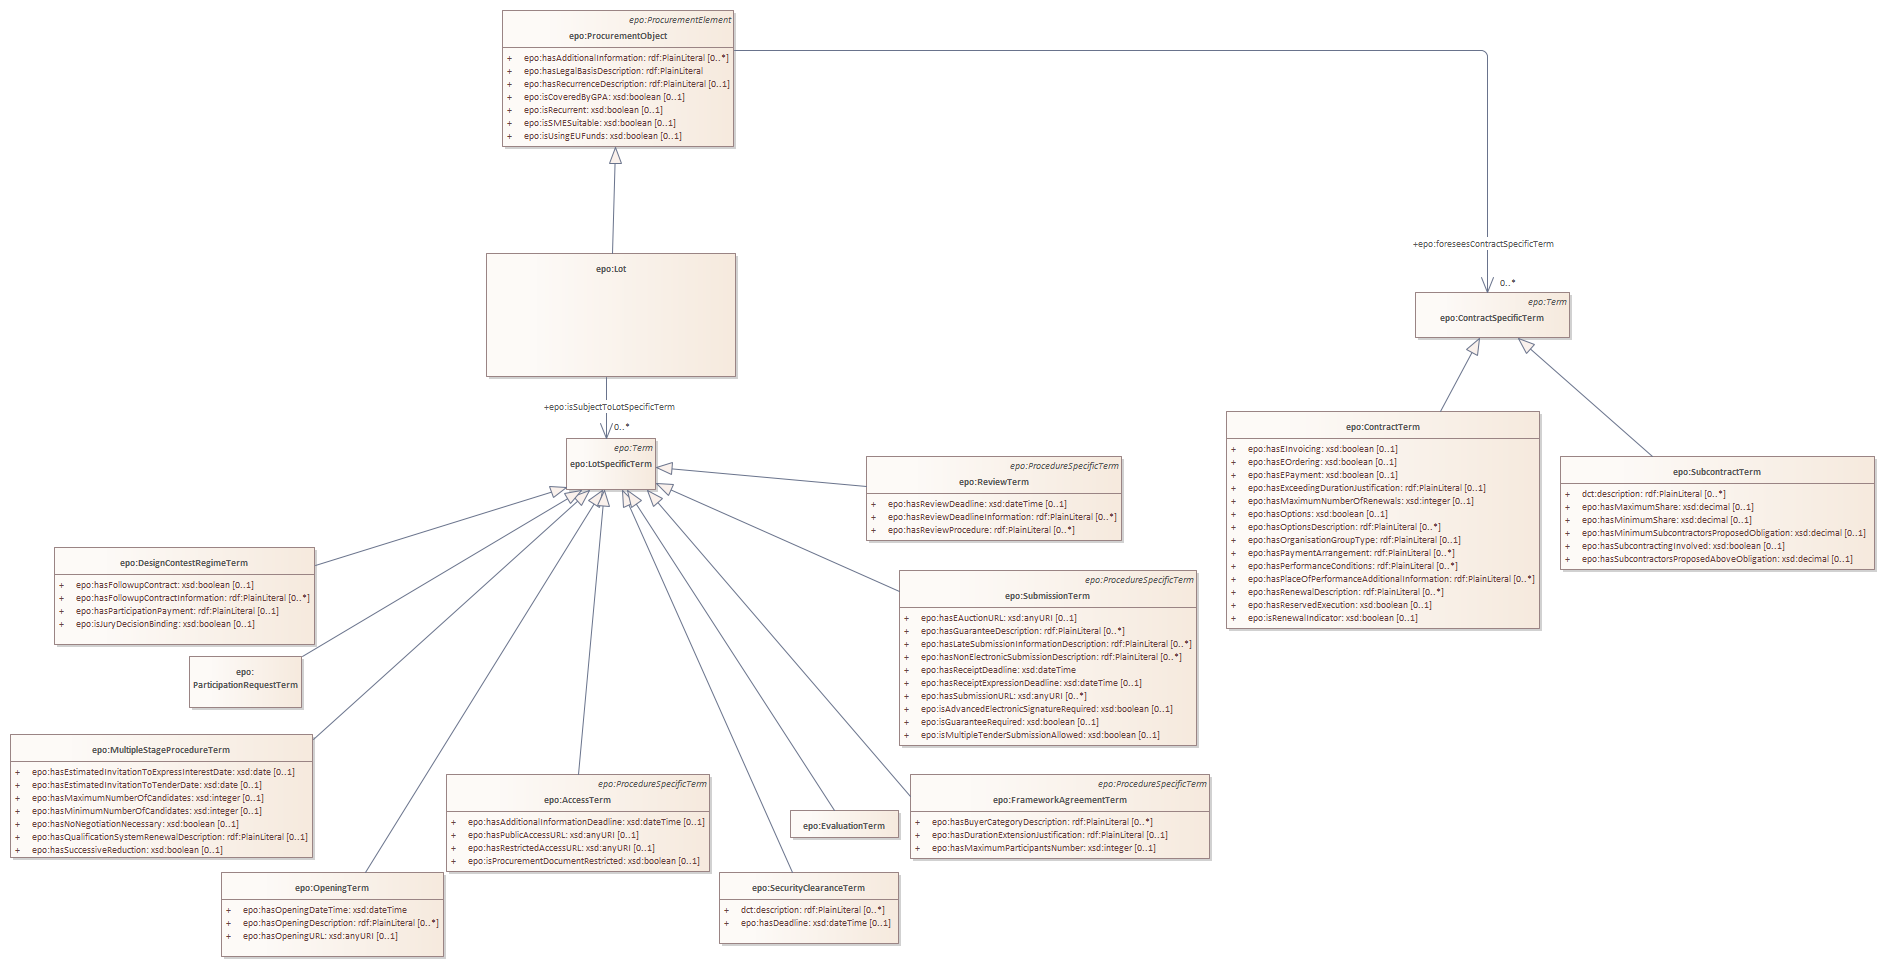 epo:ProcurementElement
epo:ProcurementObject
+ epo:hasAdditionalInformation: rdf:PlainLiteral [0..*]
+ epo:hasLegalBasisDescription: rdf:PlainLiteral
+ epo:hasRecurrenceDescription: rdf:PlainLiteral [0..1]
+ epo:isCoveredByGPA: xsd:boolean [0..1]
+ epo:isRecurrent: xsd:boolean [0..1]
+ epo:isSMESuitable: xsd:boolean [0..1]
+ epo:isUsingEUFunds: xsd:boolean [0..1]
+epo:foreseesContractSpecificTerm
0..*
epo:Lot
+epo:isSubjectToLotSpecificTerm
0..*
epo:Term
epo:LotSpecificTerm
epo:Term
epo:ContractSpecificTerm
epo:ContractTerm
+ epo:hasEInvoicing: xsd:boolean [0..1]
+ epo:hasEOrdering: xsd:boolean [0..1]
+ epo:hasEPayment: xsd:boolean [0..1]
+ epo:hasExceedingDurationJustification: rdf:PlainLiteral [0..1]
+ epo:hasMaximumNumberOfRenewals: xsd:integer [0..1]
+ epo:hasOptions: xsd:boolean [0..1]
+ epo:hasOptionsDescription: rdf:PlainLiteral [0..*]
+ epo:hasOrganisationGroupType: rdf:PlainLiteral [0..1]
+ epo:hasPaymentArrangement: rdf:PlainLiteral [0..*]
+ epo:hasPerformanceConditions: rdf:PlainLiteral [0..*]
+ epo:hasPlaceOfPerformanceAdditionalInformation: rdf:PlainLiteral [0..*]
+ epo:hasRenewalDescription: rdf:PlainLiteral [0..*]
+ epo:hasReservedExecution: xsd:boolean [0..1]
+ epo:isRenewalIndicator: xsd:boolean [0..1]
epo:SubcontractTerm
+ dct:description: rdf:PlainLiteral [0..*]
+ epo:hasMaximumShare: xsd:decimal [0..1]
+ epo:hasMinimumShare: xsd:decimal [0..1]
+ epo:hasMinimumSubcontractorsProposedObligation: xsd:decimal [0..1]
+ epo:hasSubcontractingInvolved: xsd:boolean [0..1]
+ epo:hasSubcontractorsProposedAboveObligation: xsd:decimal [0..1]
epo:ProcedureSpecificTerm
epo:ReviewTerm
+ epo:hasReviewDeadline: xsd:dateTime [0..1]
+ epo:hasReviewDeadlineInformation: rdf:PlainLiteral [0..*]
+ epo:hasReviewProcedure: rdf:PlainLiteral [0..*]
epo:DesignContestRegimeTerm
+ epo:hasFollowupContract: xsd:boolean [0..1]
+ epo:hasFollowupContractInformation: rdf:PlainLiteral [0..*]
+ epo:hasParticipationPayment: rdf:PlainLiteral [0..1]
+ epo:isJuryDecisionBinding: xsd:boolean [0..1]
epo:
ParticipationRequestTerm
epo:ProcedureSpecificTerm
epo:SubmissionTerm
+ epo:hasEAuctionURL: xsd:anyURI [0..1]
+ epo:hasGuaranteeDescription: rdf:PlainLiteral [0..*]
+ epo:hasLateSubmissionInformationDescription: rdf:PlainLiteral [0..*]
+ epo:hasNonElectronicSubmissionDescription: rdf:PlainLiteral [0..*]
+ epo:hasReceiptDeadline: xsd:dateTime
+ epo:hasReceiptExpressionDeadline: xsd:dateTime [0..1]
+ epo:hasSubmissionURL: xsd:anyURI [0..*]
+ epo:isAdvancedElectronicSignatureRequired: xsd:boolean [0..1]
+ epo:isGuaranteeRequired: xsd:boolean [0..1]
+ epo:isMultipleTenderSubmissionAllowed: xsd:boolean [0..1]
epo:MultipleStageProcedureTerm
+ epo:hasEstimatedInvitationToExpressInterestDate: xsd:date [0..1]
+ epo:hasEstimatedInvitationToTenderDate: xsd:date [0..1]
+ epo:hasMaximumNumberOfCandidates: xsd:integer [0..1]
+ epo:hasMinimumNumberOfCandidates: xsd:integer [0..1]
+ epo:hasNoNegotiationNecessary: xsd:boolean [0..1]
+ epo:hasQualificationSystemRenewalDescription: rdf:PlainLiteral [0..1]
+ epo:hasSuccessiveReduction: xsd:boolean [0..1]
epo:ProcedureSpecificTerm
epo:AccessTerm
+ epo:hasAdditionalInformationDeadline: xsd:dateTime [0..1]
+ epo:hasPublicAccessURL: xsd:anyURI [0..1]
+ epo:hasRestrictedAccessURL: xsd:anyURI [0..1]
+ epo:isProcurementDocumentRestricted: xsd:boolean [0..1]
epo:EvaluationTerm
epo:ProcedureSpecificTerm
epo:FrameworkAgreementTerm
+ epo:hasBuyerCategoryDescription: rdf:PlainLiteral [0..*]
+ epo:hasDurationExtensionJustification: rdf:PlainLiteral [0..1]
+ epo:hasMaximumParticipantsNumber: xsd:integer [0..1]
epo:OpeningTerm
+ epo:hasOpeningDateTime: xsd:dateTime
+ epo:hasOpeningDescription: rdf:PlainLiteral [0..*]
+ epo:hasOpeningURL: xsd:anyURI [0..1]
epo:SecurityClearanceTerm
+ dct:description: rdf:PlainLiteral [0..*]
+ epo:hasDeadline: xsd:dateTime [0..1]